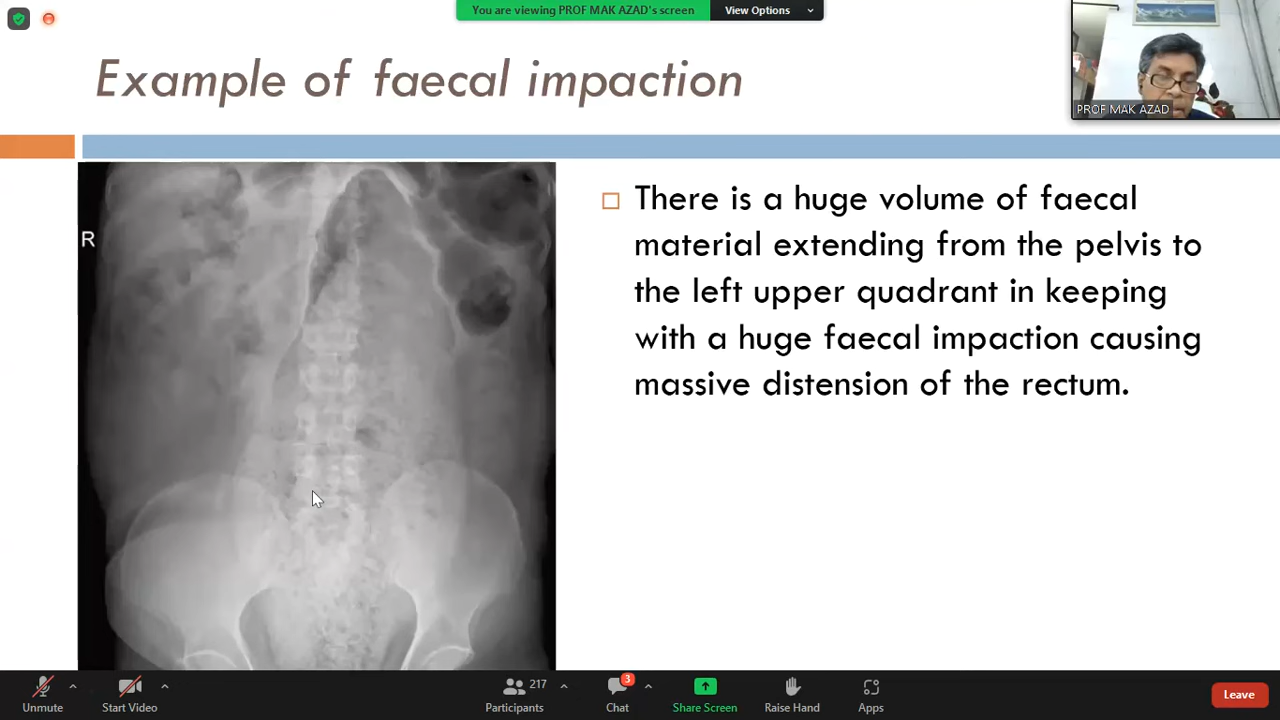 You are viewing PROF MAK AZAD's screen
View Options
Example of faecal impaction
PROF MAK AZAD
R
There is a huge volume of faecal
material extending from the pelvis to
the left upper quadrant in keeping
with a huge faecal impaction causing
massive distension of the rectum.
Unmute
Start Video
217
Participants
3
Chat
Share Screen
Raise Hand
Apps
Leave